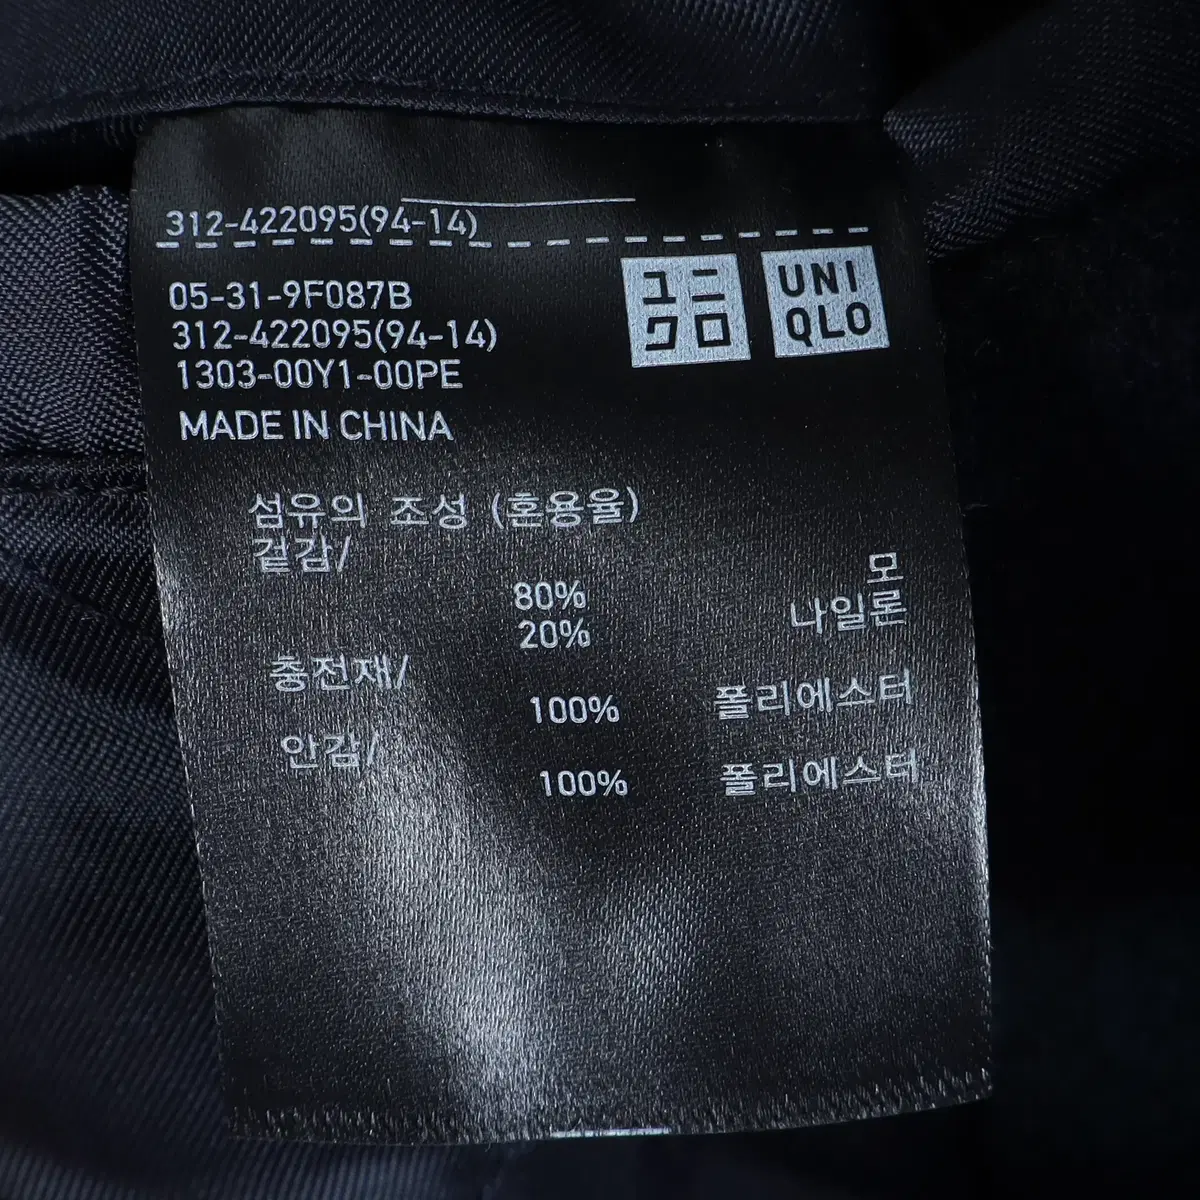 312-422095(94-14)
05-31-9F087B
312-422095(94-14)
1303-00Y1-00PE
MADE IN CHINA
ユニ
クロ
UNI
QLO
섬유의 조성 (혼용율)
겉감/
모
80%
나일론
20%
충전재/
100% 폴리에스터
안감/
100% 폴리에스터